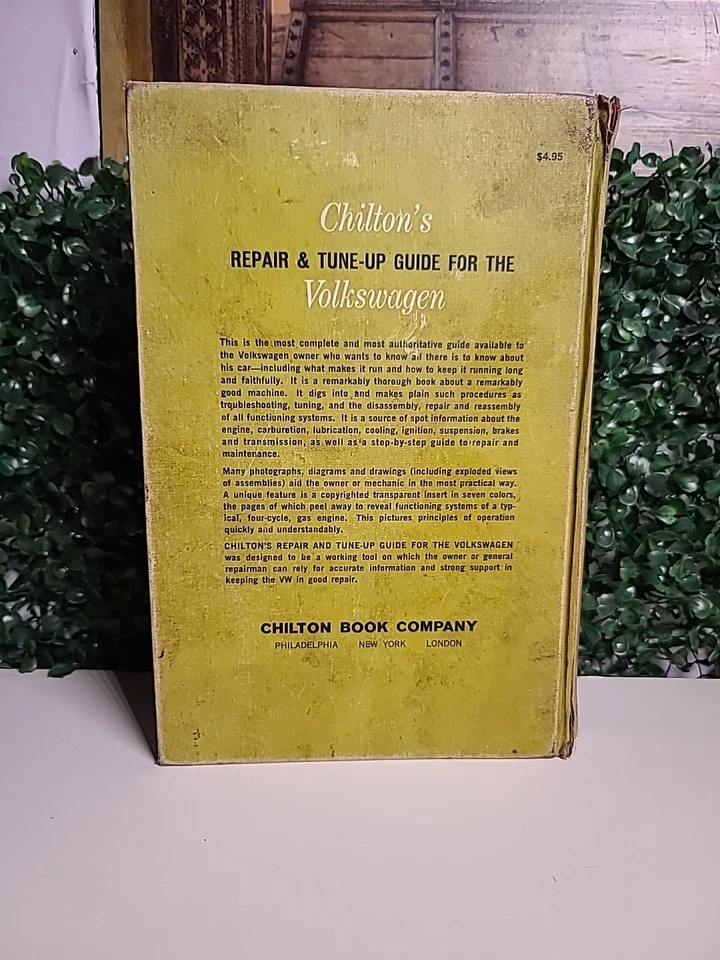 $4.95
Chilton's
REPAIR & TUNE-UP GUIDE FOR THE
Volkswagen
This is the most complete and most authoritative guide available to
the Volkswagen owner who wants to know all there is to know about
his car—including what makes it run and how to keep it running long
and faithfully. It is a remarkably thorough book about a remarkably
good machine. It digs into and makes plain such procedures as
troubleshooting, tuning, and the disassembly, repair and reassembly
of all functioning systems. It is a source of spot information about the
engine, carburetion, lubrication, cooling, ignition, suspension, brakes
and transmission, as well as a step-by-step guide to repair and
maintenance.
Many photographs, diagrams and drawings (including exploded views
of assemblies) aid the owner or mechanic in the most practical way.
A unique feature is a copyrighted transparent insert in seven colors,
the pages of which peel away to reveal functioning systems of a typ-
ical, four-cycle, gas engine. This pictures principles of operation
quickly and understandably.
CHILTON'S REPAIR AND TUNE-UP GUIDE FOR THE VOLKSWAGEN
was designed to be a working tool on which the owner or general
repairman can rely for accurate information and strong support in
keeping the VW in good repair.
CHILTON BOOK COMPANY
PHILADELPHIA NEW YORK LONDON